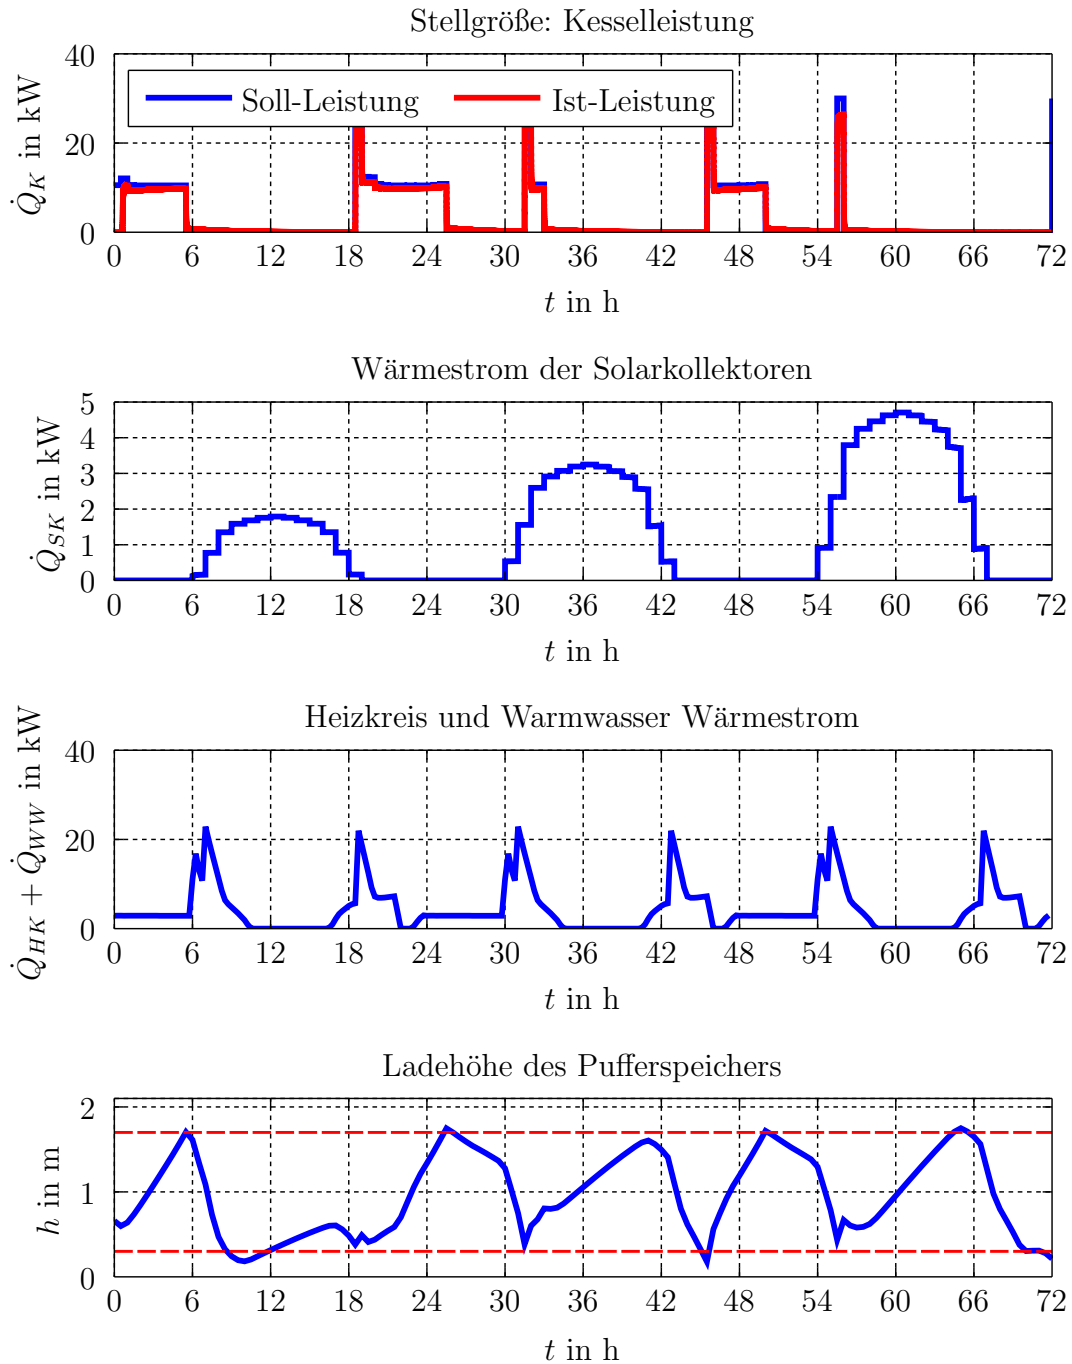 Stellgröße: Kesselleistung
Q̇_K in kW
40
20
0
Soll-Leistung Ist-Leistung
0 6 12 18 24 30 36 42 48 54 60 66 72
t in h
Wärmestrom der Solarkollektoren
Q̇_SK in kW
5
4
3
2
1
0
0 6 12 18 24 30 36 42 48 54 60 66 72
t in h
Heizkreis und Warmwasser Wärmestrom
Q̇_HK + Q̇_WW in kW
40
20
0
0 6 12 18 24 30 36 42 48 54 60 66 72
t in h
Ladehöhe des Pufferspeichers
h in m
2
1
0
0 6 12 18 24 30 36 42 48 54 60 66 72
t in h